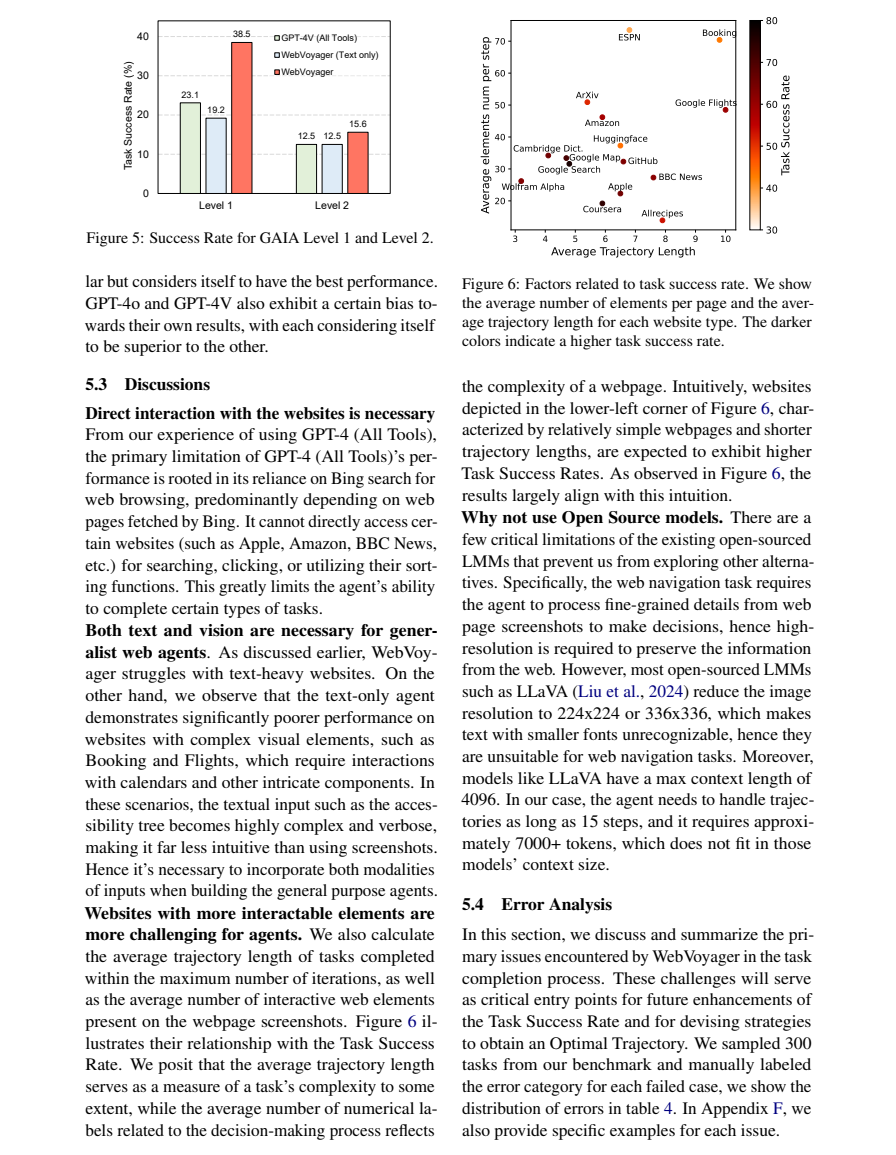 40
30
20
10
0
Task Success Rate (%)
23.1
19.2
38.5
12.5
12.5
15.6
GPT-4V (All Tools)
WebVoyager (Text only)
WebVoyager
Level 1
Level 2
Figure 5: Success Rate for GAIA Level 1 and Level 2.
lar but considers itself to have the best performance.
GPT-4o and GPT-4V also exhibit a certain bias to-
wards their own results, with each considering itself
to be superior to the other.
5.3 Discussions
Direct interaction with the websites is necessary
From our experience of using GPT-4 (All Tools),
the primary limitation of GPT-4 (All Tools)'s per-
formance is rooted in its reliance on Bing search for
web browsing, predominantly depending on web
pages fetched by Bing. It cannot directly access cer-
tain websites (such as Apple, Amazon, BBC News,
etc.) for searching, clicking, or utilizing their sort-
ing functions. This greatly limits the agent's ability
to complete certain types of tasks.
Both text and vision are necessary for gener-
alist web agents. As discussed earlier, WebVoy-
ager struggles with text-heavy websites. On the
other hand, we observe that the text-only agent
demonstrates significantly poorer performance on
websites with complex visual elements, such as
Booking and Flights, which require interactions
with calendars and other intricate components. In
these scenarios, the textual input such as the acces-
sibility tree becomes highly complex and verbose,
making it far less intuitive than using screenshots.
Hence it's necessary to incorporate both modalities
of inputs when building the general purpose agents.
Websites with more interactable elements are
more challenging for agents. We also calculate
the average trajectory length of tasks completed
within the maximum number of iterations, as well
as the average number of interactive web elements
present on the webpage screenshots. Figure 6 il-
lustrates their relationship with the Task Success
Rate. We posit that the average trajectory length
serves as a measure of a task's complexity to some
extent, while the average number of numerical la-
bels related to the decision-making process reflects
70
60
50
40
30
20
Average elements num per step
ESPN
Booking
ArXiv
Google Flights
Amazon
Huggingface
Cambridge Dict.
Google Map
GitHub
Google Search
BBC News
Wolfram Alpha
Apple
Coursera
Allrecipes
3 4 5 6 7 8 9 10
Average Trajectory Length
80
70
60
50
40
30
Task Success Rate
Figure 6: Factors related to task success rate. We show
the average number of elements per page and the aver-
age trajectory length for each website type. The darker
colors indicate a higher task success rate.
the complexity of a webpage. Intuitively, websites
depicted in the lower-left corner of Figure 6, char-
acterized by relatively simple webpages and shorter
trajectory lengths, are expected to exhibit higher
Task Success Rates. As observed in Figure 6, the
results largely align with this intuition.
Why not use Open Source models. There are a
few critical limitations of the existing open-sourced
LMMs that prevent us from exploring other alterna-
tives. Specifically, the web navigation task requires
the agent to process fine-grained details from web
page screenshots to make decisions, hence high-
resolution is required to preserve the information
from the web. However, most open-sourced LMMs
such as LLaVA (Liu et al., 2024) reduce the image
resolution to 224x224 or 336x336, which makes
text with smaller fonts unrecognizable, hence they
are unsuitable for web navigation tasks. Moreover,
models like LLaVA have a max context length of
4096. In our case, the agent needs to handle trajec-
tories as long as 15 steps, and it requires approxi-
mately 7000+ tokens, which does not fit in those
models' context size.
5.4 Error Analysis
In this section, we discuss and summarize the pri-
mary issues encountered by WebVoyager in the task
completion process. These challenges will serve
as critical entry points for future enhancements of
the Task Success Rate and for devising strategies
to obtain an Optimal Trajectory. We sampled 300
tasks from our benchmark and manually labeled
the error category for each failed case, we show the
distribution of errors in table 4. In Appendix F, we
also provide specific examples for each issue.